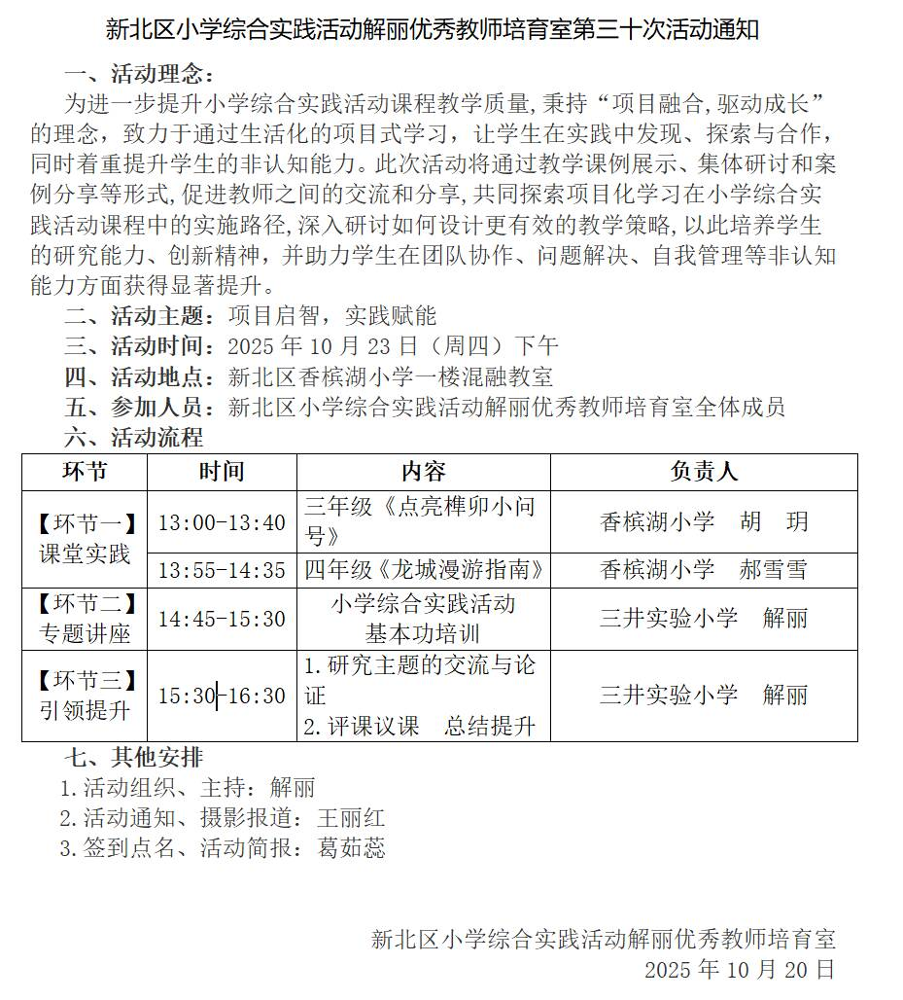 新北区小学综合实践活动解丽优秀教师培育室第三十次活动通知
一、活动理念：
为进一步提升小学综合实践活动课程教学质量,秉持“项目融合,驱动成长”
的理念，致力于通过生活化的项目式学习，让学生在实践中发现、探索与合作，
同时着重提升学生的非认知能力。此次活动将通过教学课例展示、集体研讨和案
例分享等形式,促进教师之间的交流和分享,共同探索项目化学习在小学综合实
践活动课程中的实施路径,深入研讨如何设计更有效的教学策略,以此培养学生
的研究能力、创新精神，并助力学生在团队协作、问题解决、自我管理等非认知
能力方面获得显著提升。
二、活动主题：项目启智，实践赋能
三、活动时间：2025 年 10 月 23 日（周四）下午
四、活动地点：新北区香槟湖小学一楼混融教室
五、参加人员：新北区小学综合实践活动解丽优秀教师培育室全体成员
六、活动流程
环节 时间 内容 负责人
【环节一】
课堂实践
13:00-13:40
三年级《点亮榫卯小问
号》
香槟湖小学 胡 玥
13:55-14:35 四年级《龙城漫游指南》 香槟湖小学 郝雪雪
【环节二】
专题讲座
14:45-15:30
小学综合实践活动
基本功培训
三井实验小学 解丽
【环节三】
引领提升
15:30-16:30
1.研究主题的交流与论
证
2.评课议课 总结提升
三井实验小学 解丽
七、其他安排
1.活动组织、主持：解丽
2.活动通知、摄影报道：王丽红
3.签到点名、活动简报：葛茹蕊
新北区小学综合实践活动解丽优秀教师培育室
2025 年 10 月 20 日